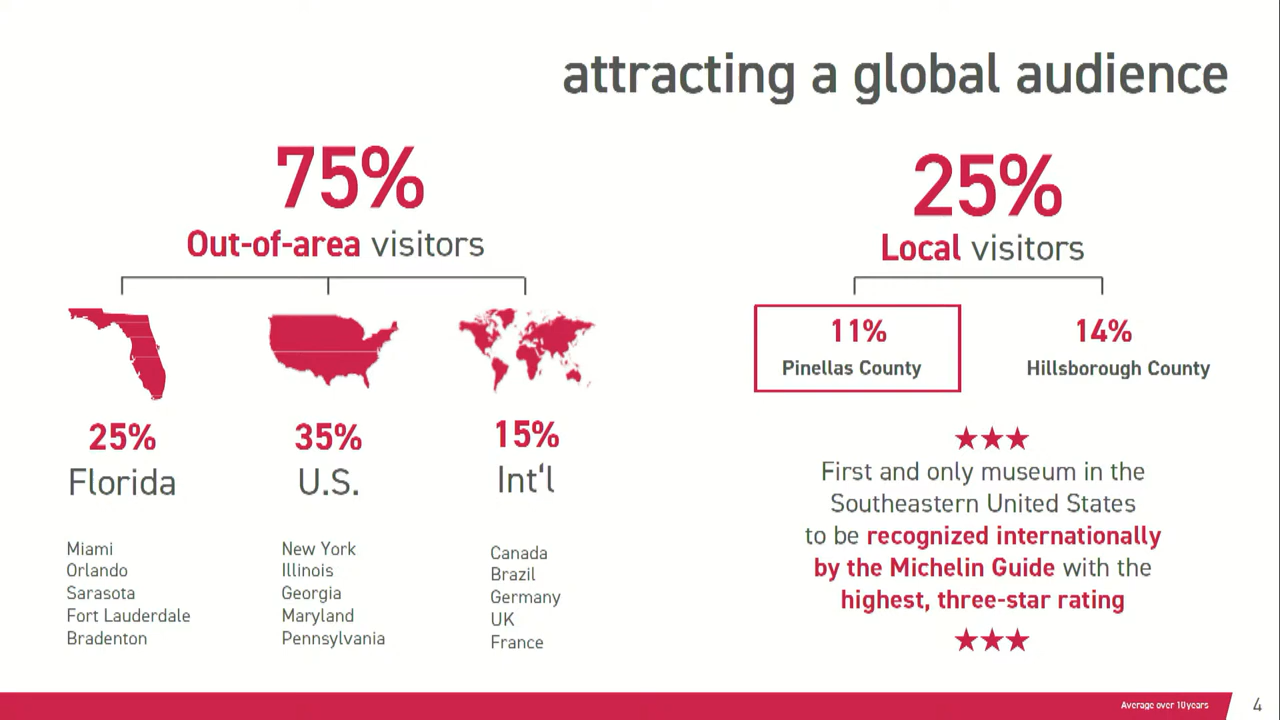 attracting a global audience
75%
Out-of-area visitors
25%
Florida
Miami
Orlando
Sarasota
Fort Lauderdale
Bradenton
35%
U.S.
New York
Illinois
Georgia
Maryland
Pennsylvania
15%
Int‘l
Canada
Brazil
Germany
UK
France
25%
Local visitors
11%
Pinellas County
14%
Hillsborough County
First and only museum in the
Southeastern United States
to be recognized internationally
by the Michelin Guide with the
highest, three-star rating
Average over 10 years
4